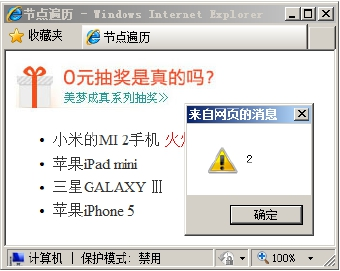 节点遍历 - Windows Internet Explorer
收藏夹
节点遍历
0元抽奖是真的吗?
美梦成真系列抽奖>>
小米的MI 2手机
苹果iPad mini
三星GALAXY Ⅲ
苹果iPhone 5
来自网页的消息
2
确定
计算机 | 保护模式: 禁用
100%